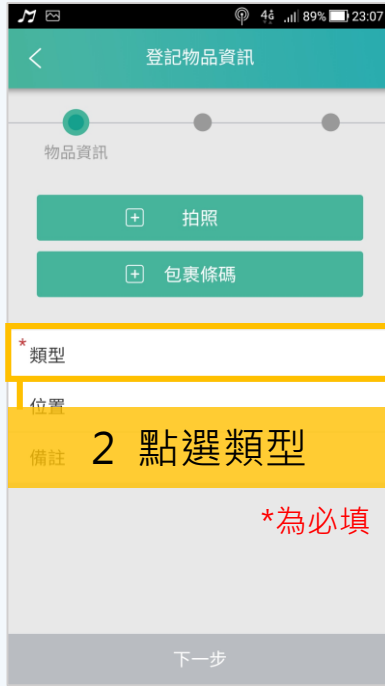 4G 89% 23:07
登記物品資訊
物品資訊
拍照
包裹條碼
*類型
位置
備註
2 點選類型
*為必填
下一步